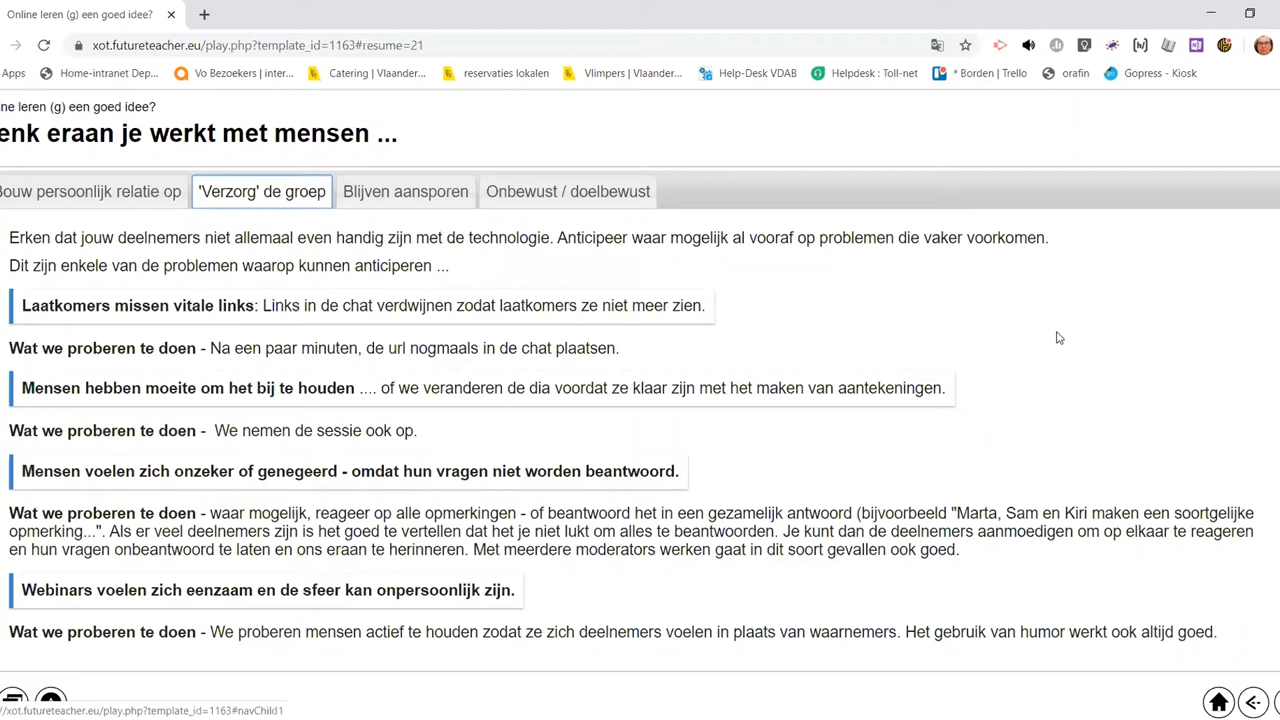 Online leren (g) een goed idee?
xot.futureteacher.eu/play.php?template_id=1163#resume=21
Apps Home-intranet Dep... Vo Bezoekers | inter... Catering | Vlaander... reservaties lokalen Vlimpers | Vlaander... Help-Desk VDAB Helpdesk : Toll-net * Borden | Trello orafin Gopress - Kiosk
ne leren (g) een goed idee?
enk eraan je werkt met mensen ...
Bouw persoonlijk relatie op 'Verzorg' de groep Blijven aansporen Onbewust / doelbewust
Erken dat jouw deelnemers niet allemaal even handig zijn met de technologie. Anticipeer waar mogelijk al vooraf op problemen die vaker voorkomen.
Dit zijn enkele van de problemen waarop kunnen anticiperen ...
Laatkomers missen vitale links: Links in de chat verdwijnen zodat laatkomers ze niet meer zien.
Wat we proberen te doen - Na een paar minuten, de url nogmaals in de chat plaatsen.
Mensen hebben moeite om het bij te houden .... of we veranderen de dia voordat ze klaar zijn met het maken van aantekeningen.
Wat we proberen te doen - We nemen de sessie ook op.
Mensen voelen zich onzeker of genegeerd - omdat hun vragen niet worden beantwoord.
Wat we proberen te doen - waar mogelijk, reageer op alle opmerkingen - of beantwoord het in een gezamelijk antwoord (bijvoorbeeld "Marta, Sam en Kiri maken een soortgelijke
opmerking...". Als er veel deelnemers zijn is het goed te vertellen dat het je niet lukt om alles te beantwoorden. Je kunt dan de deelnemers aanmoedigen om op elkaar te reageren
en hun vragen onbeantwoord te laten en ons eraan te herinneren. Met meerdere moderators werken gaat in dit soort gevallen ook goed.
Webinars voelen zich eenzaam en de sfeer kan onpersoonlijk zijn.
Wat we proberen te doen - We proberen mensen actief te houden zodat ze zich deelnemers voelen in plaats van waarnemers. Het gebruik van humor werkt ook altijd goed.
//xot.futureteacher.eu/play.php?template_id=1163#navChild1